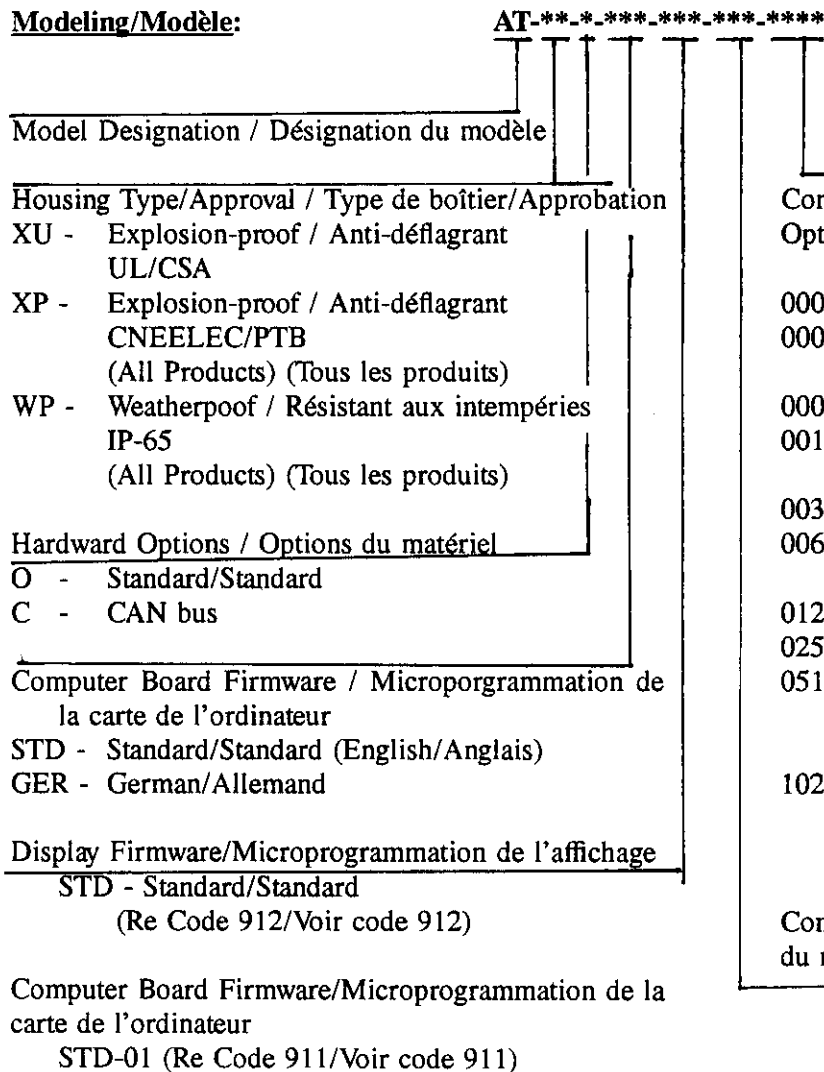 Modeling/Modèle: AT-**-*-***-***-***-****
Model Designation / Désignation du modèle
Housing Type/Approval / Type de boîtier/Approbation
XU - Explosion-proof / Anti-déflagrant
UL/CSA
XP - Explosion-proof / Anti-déflagrant
CNEELEC/PTB
(All Products) (Tous les produits)
WP - Weatherpoof / Résistant aux intempéries
IP-65
(All Products) (Tous les produits)
Hardward Options / Options du matériel
O - Standard/Standard
C - CAN bus
Computer Board Firmware / Microporgrammation de
la carte de l'ordinateur
STD - Standard/Standard (English/Anglais)
GER - German/Allemand
Display Firmware/Microprogrammation de l'affichage
STD - Standard/Standard
(Re Code 912/Voir code 912)
Computer Board Firmware/Microprogrammation de la
carte de l'ordinateur
STD-01 (Re Code 911/Voir code 911)
000
000
000
001
003
006
012
025
051
102
du